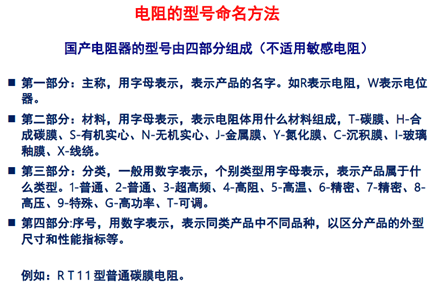 电阻的型号命名方法
国产电阻器的型号由四部分组成（不适用敏感电阻）
第一部分：主称，用字母表示，表示产品的名字。如R表示电阻，W表示电位
器。
第二部分：材料，用字母表示，表示电阻体用什么材料组成，T-碳膜、H-合
成碳膜、S-有机实心、N-无机实心、J-金属膜、Y-氮化膜、C-沉积膜、I-玻璃
釉膜、X-线绕。
第三部分：分类，一般用数字表示，个别类型用字母表示，表示产品属于什
么类型。1-普通、2-普通、3-超高频、4-高阻、5-高温、6-精密、7-精密、8-
高压、9-特殊、G-高功率、T-可调。
第四部分:序号，用数字表示，表示同类产品中不同品种，以区分产品的外型
尺寸和性能指标等。
例如：R T 1 1 型普通碳膜电阻。